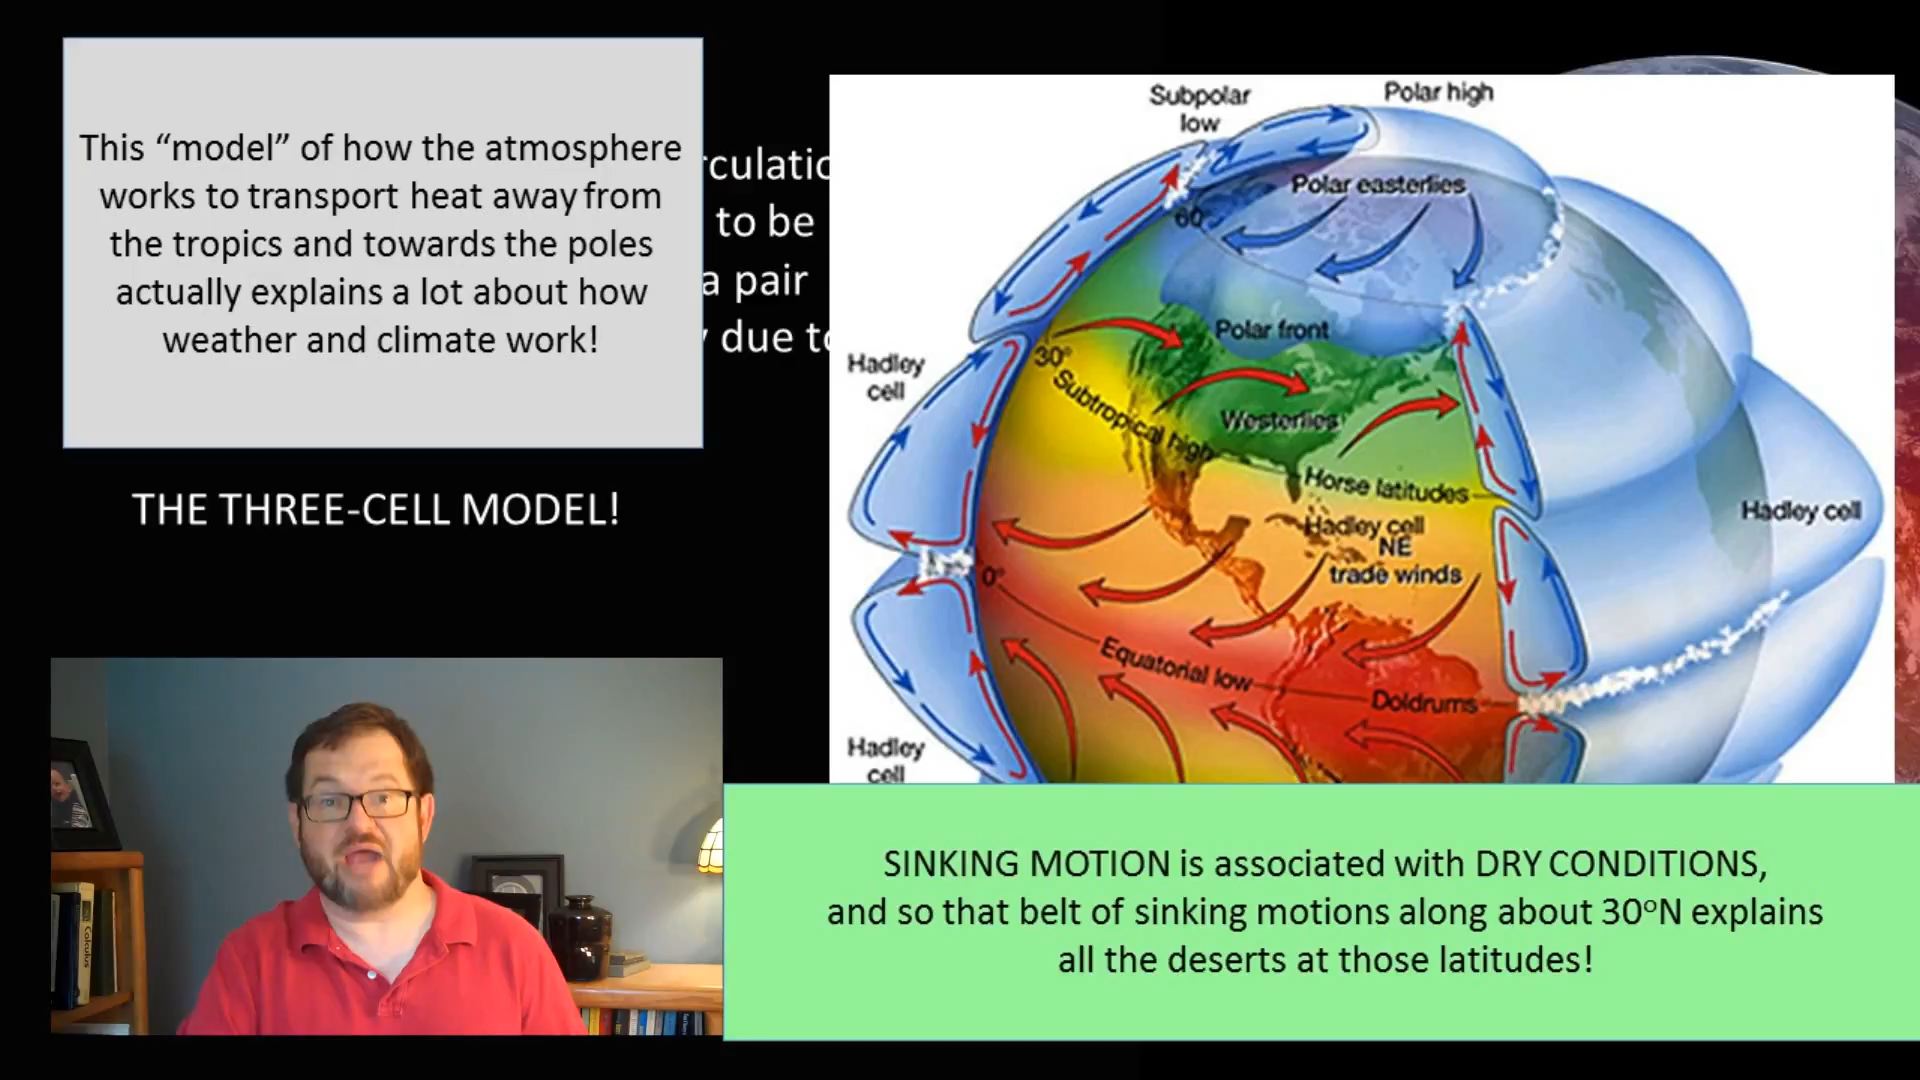 This “model” of how the atmosphere
works to transport heat away from
the tropics and towards the poles
actually explains a lot about how
weather and climate work!
rculatio
to be
a pair
due to
THE THREE-CELL MODEL!
Subpolar
low
Polar high
Polar easterlies
60°
Polar front
30°
Subtropical high
Westerlies
Hadley
cell
Horse latitudes
Hadley cell
NE
trade winds
Hadley cell
0°
Equatorial low
Doldrums
Hadley
cell
Calculus
SINKING MOTION is associated with DRY CONDITIONS,
and so that belt of sinking motions along about 30°N explains
all the deserts at those latitudes!